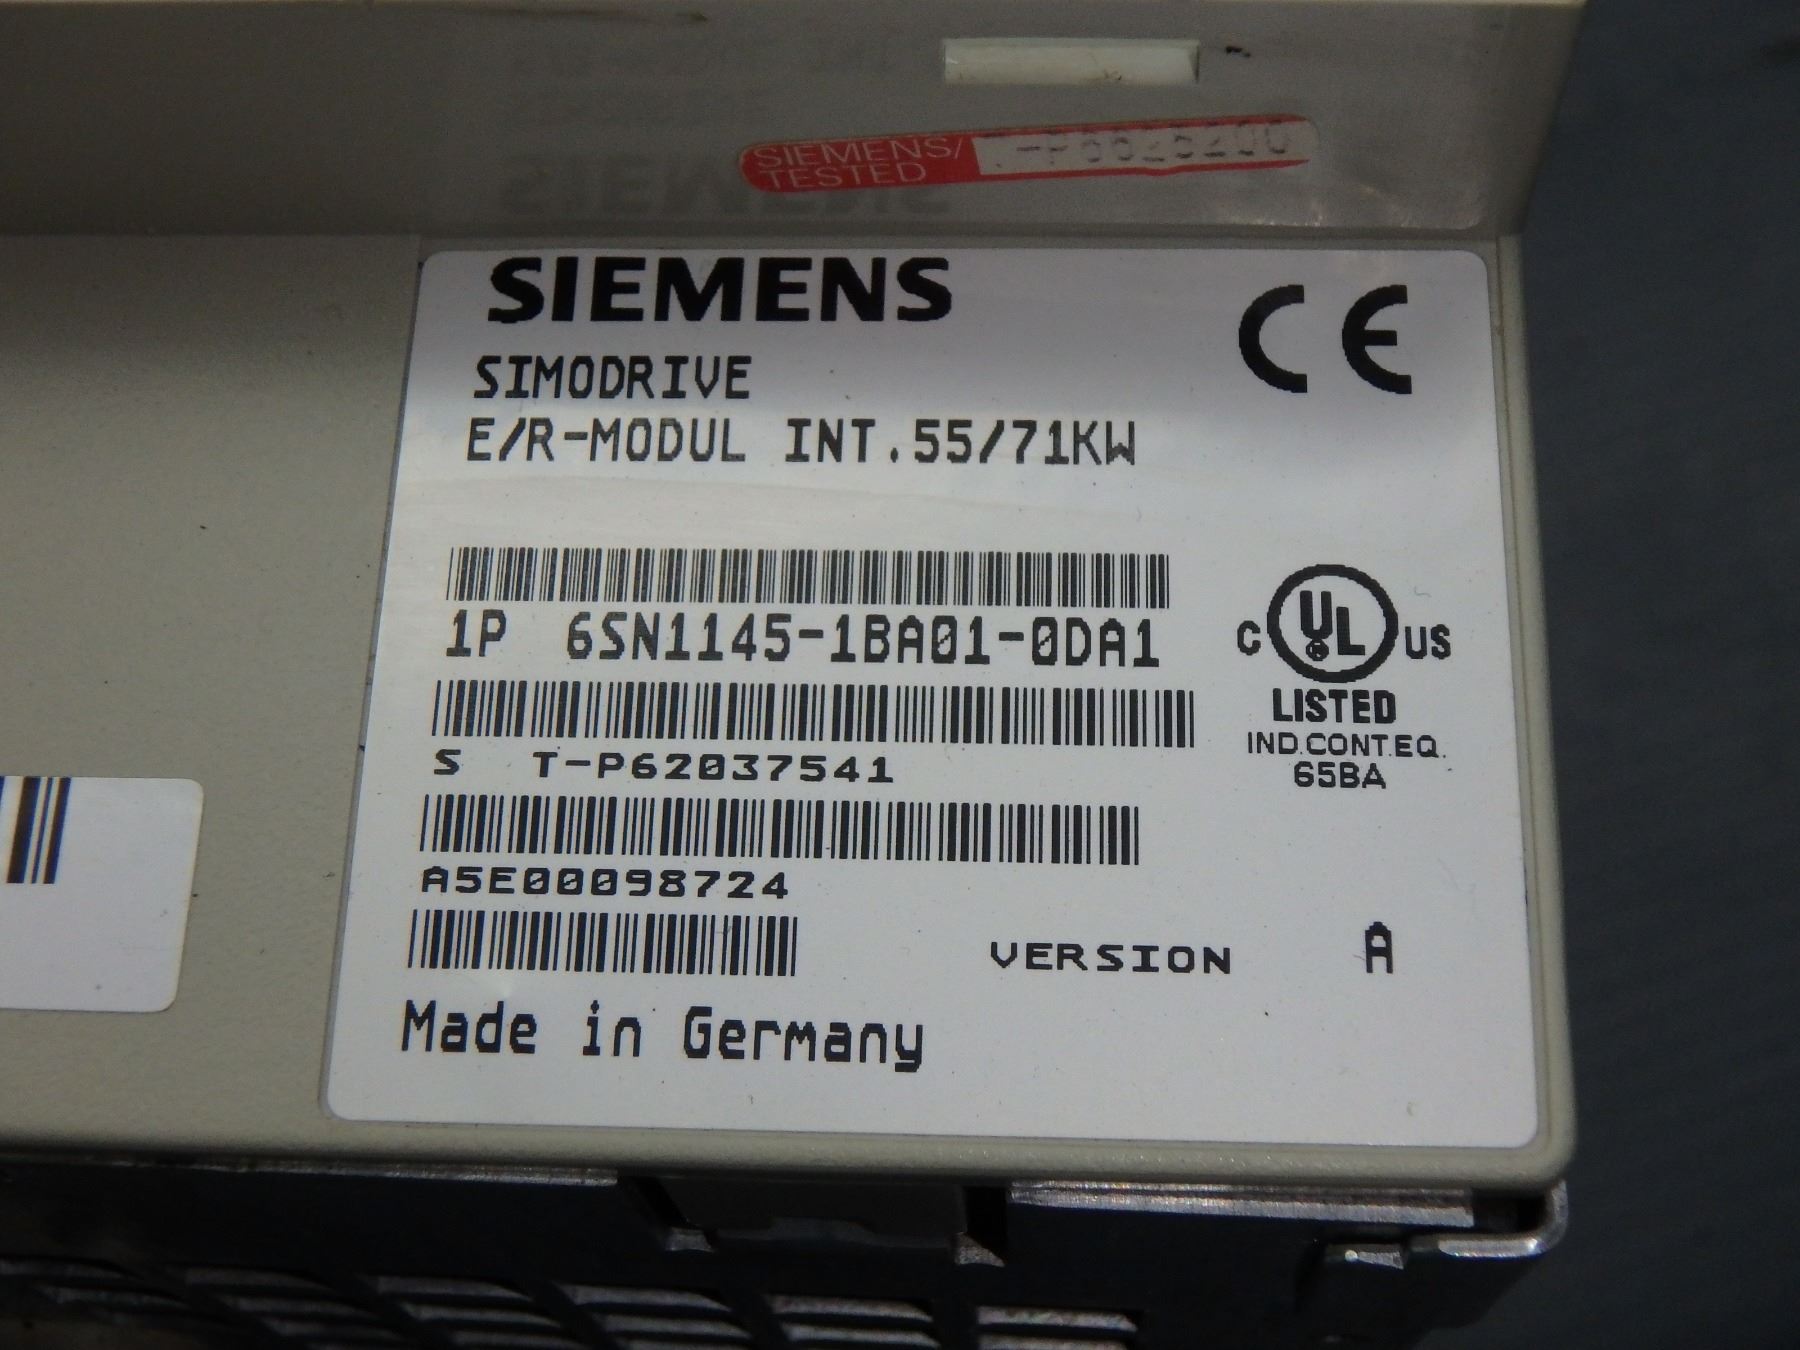 SIEMENS/
TESTED
SIEMENS
CE
SIMODRIVE
E/R-MODUL INT.55/71KW
1P 6SN1145-1BA01-0DA1
C UL US
LISTED
IND.CONT.EQ.
65BA
S T-P62037541
A5E00098724
VERSION A
Made in Germany